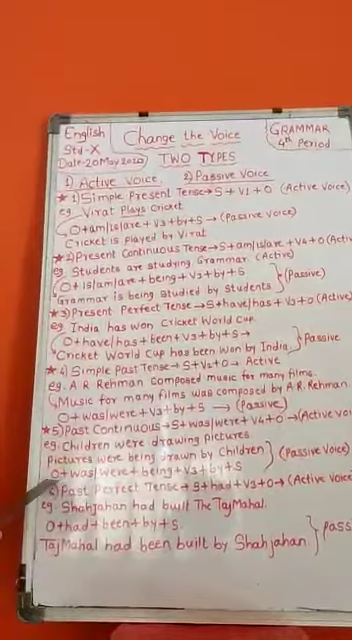 English
Std-X
Date-20May2020
Change the Voice
GRAMMAR
4th Period
TWO TYPES
1) Active Voice. 2) Passive Voice
★ 1) Simple Present Tense → S + V1 + O (Active Voice)
eg Virat Plays Cricket
O+am/is/are + V3 + by + S → (Passive voice)
Cricket is played by Virat
★2) Present Continuous Tense → S+am/is/are + V4 + O (Activ
eg. Students are studying Grammar. (Active)
O+is/am/are + being + V3 + by + S
Grammar is being studied by Students } (Passive)
★3) Present Perfect Tense → S+have/has + V3 + O (Active)
eg India has won Cricket World Cup.
O+have/has + been + V3 + by + S →
Cricket World Cup has been won by India } Passive
★ 4) Simple Past Tense → S+V2+O → Active
eg. A R Rehman composed music for many films.
Music for many films was composed by A.R. Rehman
O+was/were + V3 + by + S → (Passive)
★5) Past Continuous → S+was/were + V4 + O → (Active voi
eg. Children were drawing pictures
Pictures were being drawn by Children
O+was/were + being + V3 + by + S } (Passive Voice)
Past Perfect Tense → S+had + V3 + O → (Active Voice
eg. Shahjahan had built The TajMahal.
O+had + been + by + S.
TajMahal had been built by Shahjahan. } Pass